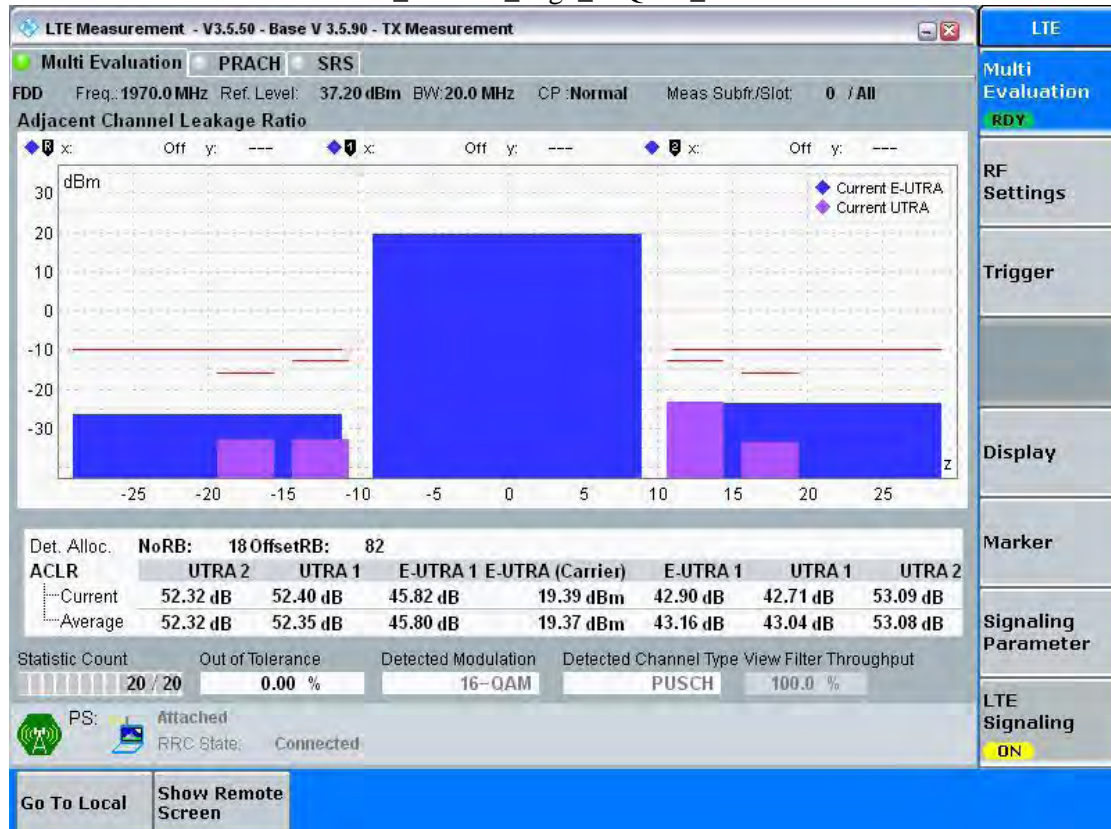 LTE Measurement - V3.5.50 - Base V 3.5.90 - TX Measurement
LTE
Multi Evaluation PRACH SRS
FDD Freq.: 1970.0 MHz Ref. Level: 37.20 dBm BW: 20.0 MHz CP : Normal Meas Subfr./Slot: 0 / All
Adjacent Channel Leakage Ratio
R x: Off y: --- 1 x: Off y: --- 2 x: Off y: ---
dBm
Current E-UTRA
Current UTRA
30
20
10
0
-10
-20
-30
z
-25 -20 -15 -10 -5 0 5 10 15 20 25
Det. Alloc. NoRB: 18 OffsetRB: 82
ACLR UTRA 2 UTRA 1 E-UTRA 1 E-UTRA (Carrier) E-UTRA 1 UTRA 1 UTRA 2
Current 52.32 dB 52.40 dB 45.82 dB 19.39 dBm 42.90 dB 42.71 dB 53.09 dB
Average 52.32 dB 52.35 dB 45.80 dB 19.37 dBm 43.16 dB 43.04 dB 53.08 dB
Statistic Count Out of Tolerance Detected Modulation Detected Channel Type View Filter Throughput
20 / 20 0.00 % 16-QAM PUSCH 100.0 %
PS: Attached
RRC State: Connected
Multi
Evaluation
RDY
RF
Settings
Trigger
Display
Marker
Signaling
Parameter
LTE
Signaling
ON
Go To Local
Show Remote
Screen